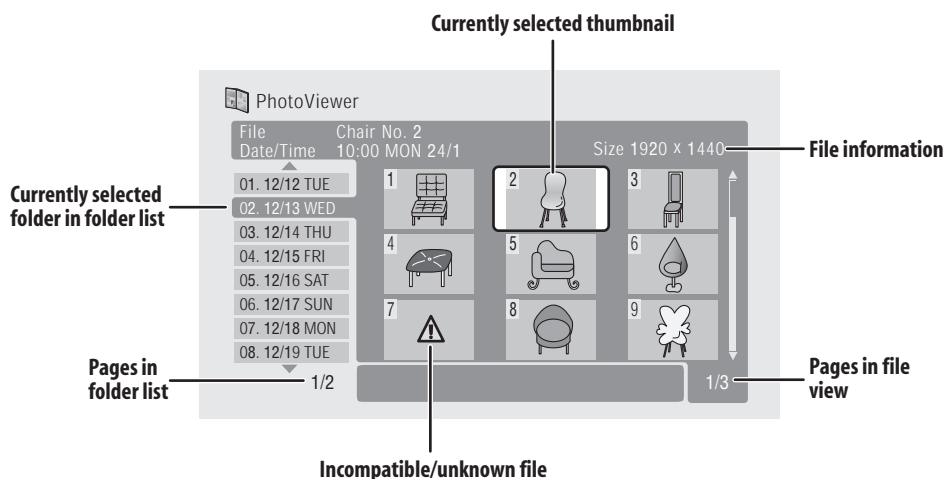 Currently selected thumbnail
PhotoViewer
File Chair No. 2
Date/Time 10:00 MON 24/1
Size 1920 x 1440
File information
Currently selected
folder in folder list
01. 12/12 TUE
02. 12/13 WED
03. 12/14 THU
04. 12/15 FRI
05. 12/16 SAT
06. 12/17 SUN
07. 12/18 MON
08. 12/19 TUE
1
2
3
4
5
6
7
8
9
Pages in
folder list
1/2
1/3
Pages in file
view
Incompatible/unknown file